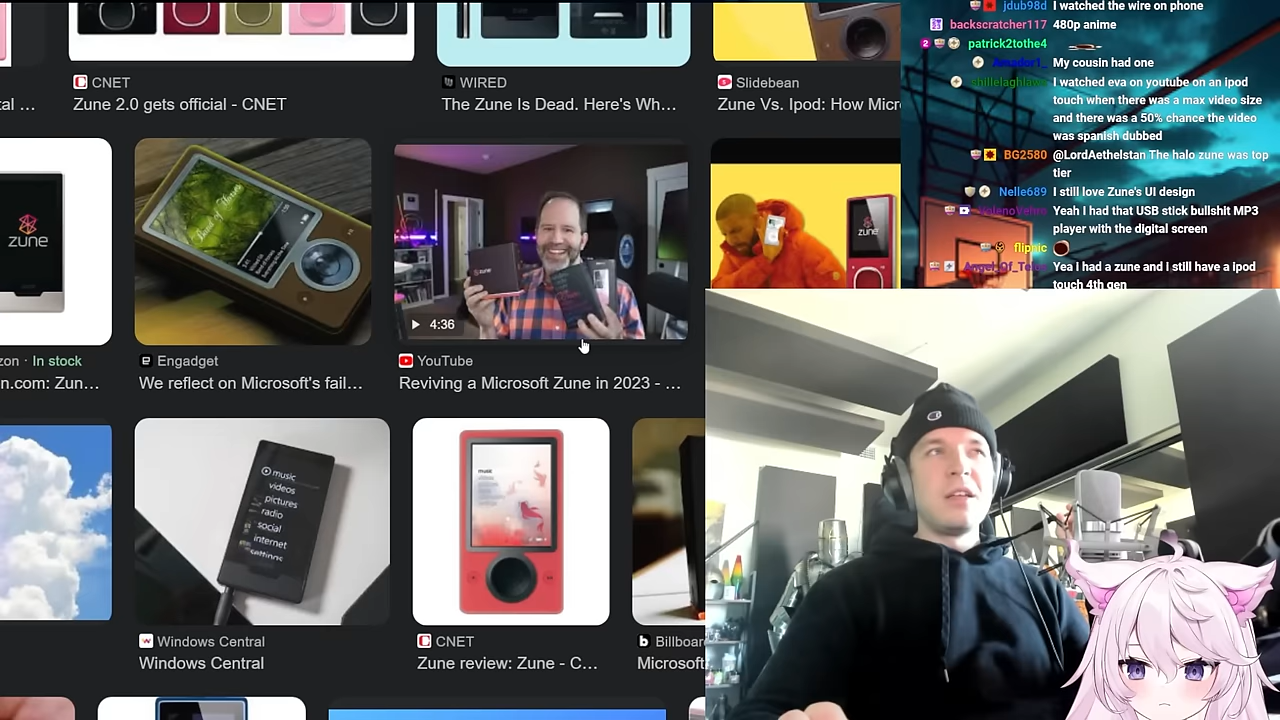 CNET
Zune 2.0 gets official - CNET
WIRED
The Zune Is Dead. Here's Wh…
Slidebean
Zune Vs. Ipod: How Micr
tal …
zune
zune
zune
4:36
zon · In stock
n.com: Zun…
Engadget
We reflect on Microsoft's fail…
YouTube
Reviving a Microsoft Zune in 2023 - …
music
videos
pictures
radio
social
internet
settings
music
Windows Central
Windows Central
CNET
Zune review: Zune - C…
Billboar
Microsoft
jdub98d I watched the wire on phone
backscratcher117 480p anime
2 patrick2tothe4
My cousin had one
I watched eva on youtube on an ipod
touch when there was a max video size
and there was a 50% chance the video
was spanish dubbed
BG2580 @LordAethelstan The halo zune was top
tier
Nelle689 I still love Zune's UI design
Yeah I had that USB stick bullshit MP3
player with the digital screen
Yea I had a zune and I still have a Ipod
touch 4th gen